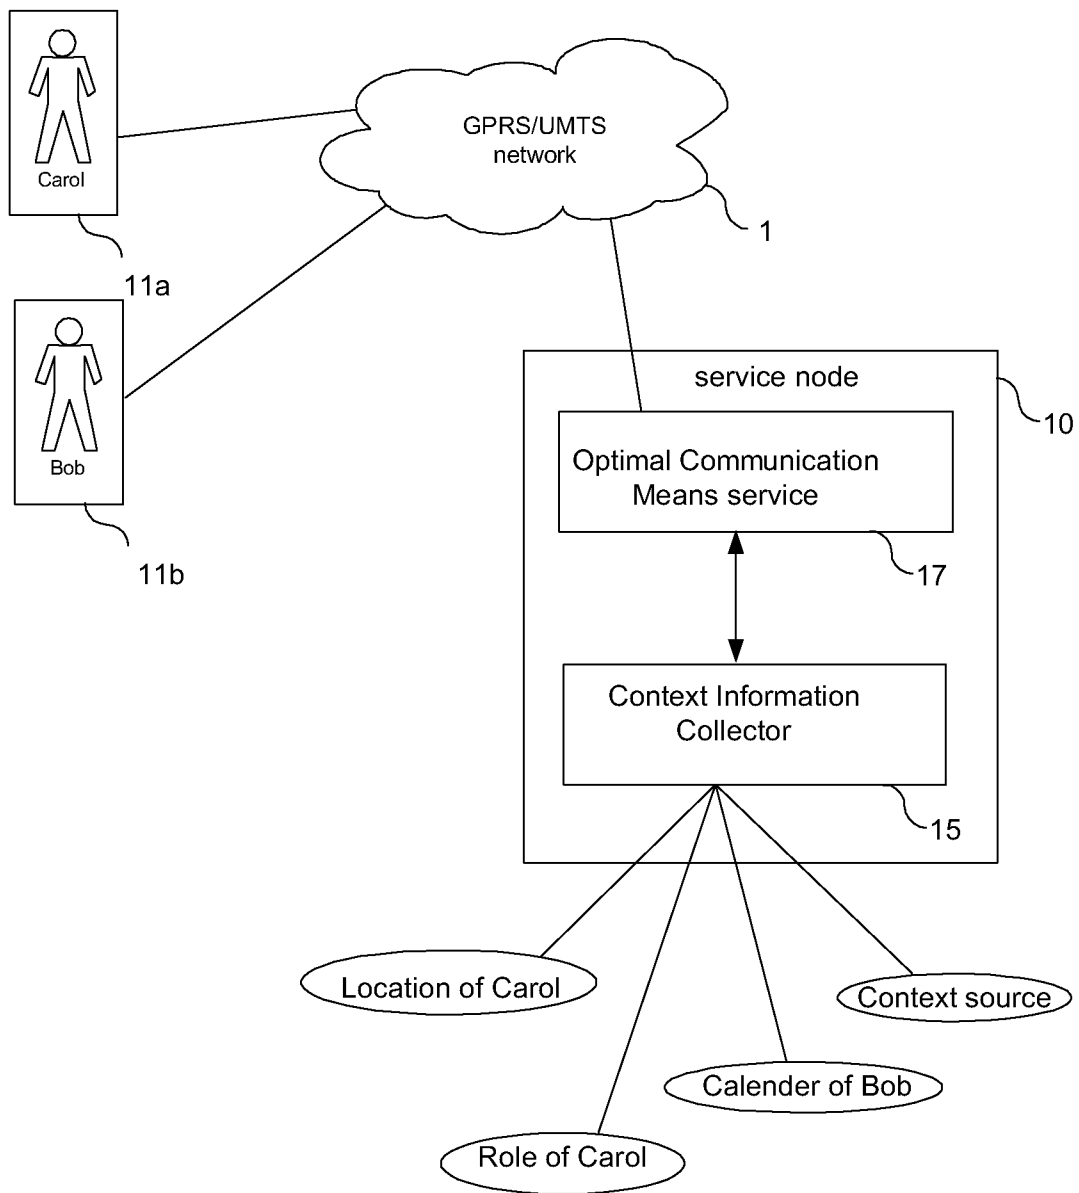 Carol
11a
GPRS/UMTS
network
1
Bob
11b
service node
10
Optimal Communication
Means service
17
Context Information
Collector
15
Location of Carol
Context source
Calender of Bob
Role of Carol